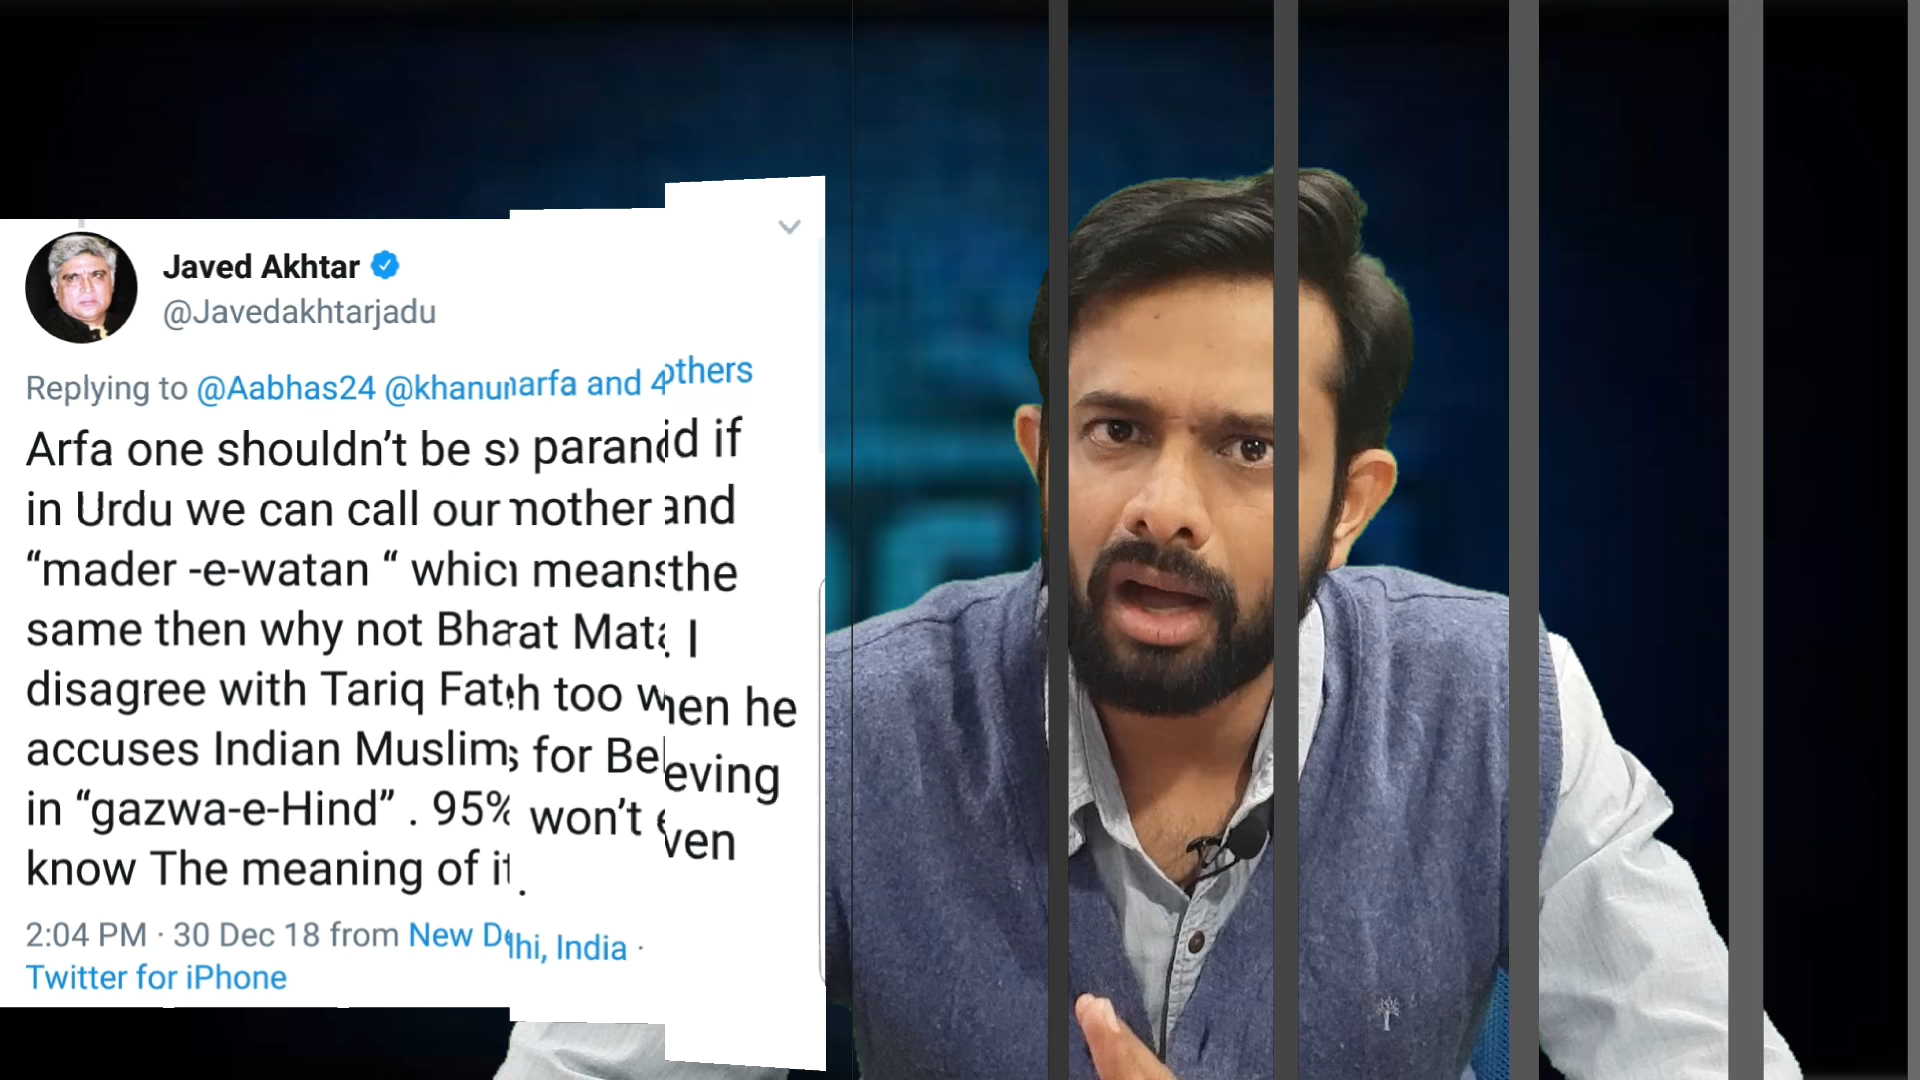 Javed Akhtar
@Javedakhtarjadu
Replying to @Aabhas24 @khanumarfa and 4 others
Arfa one shouldn’t be so paranoid if
in Urdu we can call our mother and
“mader -e-watan “ which means the
same then why not Bharat Mata I
disagree with Tariq Fateh too when he
accuses Indian Muslims for Believing
in “gazwa-e-Hind” . 95% won’t even
know The meaning of it .
2:04 PM · 30 Dec 18 from New Delhi, India ·
Twitter for iPhone